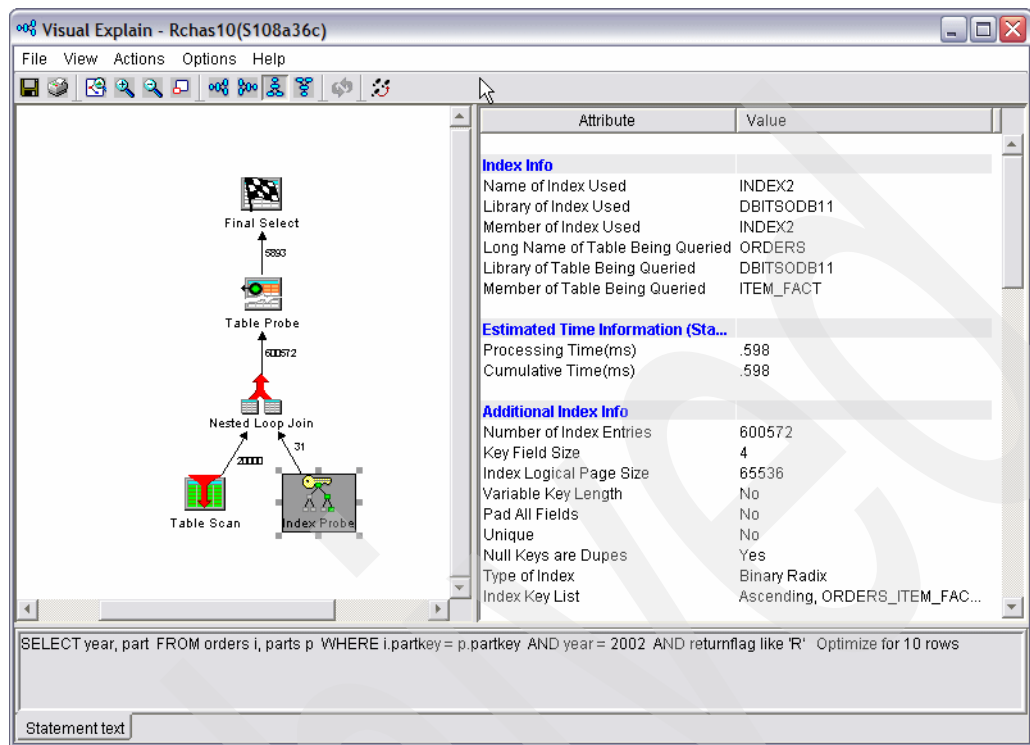 Visual Explain - Rchas10(S108a36c)
File View Actions Options Help
Final Select
5893
Table Probe
600572
Nested Loop Join
20000
31
Table Scan
Index Probe
Attribute Value
Index Info
Name of Index Used INDEX2
Library of Index Used DBITSODB11
Member of Index Used INDEX2
Long Name of Table Being Queried ORDERS
Library of Table Being Queried DBITSODB11
Member of Table Being Queried ITEM_FACT
Estimated Time Information (Sta...
Processing Time(ms) .598
Cumulative Time(ms) .598
Additional Index Info
Number of Index Entries 600572
Key Field Size 4
Index Logical Page Size 65536
Variable Key Length No
Pad All Fields No
Unique No
Null Keys are Dupes Yes
Type of Index Binary Radix
Index Key List Ascending, ORDERS_ITEM_FAC...
SELECT year, part FROM orders i, parts p WHERE i.partkey = p.partkey AND year = 2002 AND returnflag like 'R' Optimize for 10 rows
Statement text